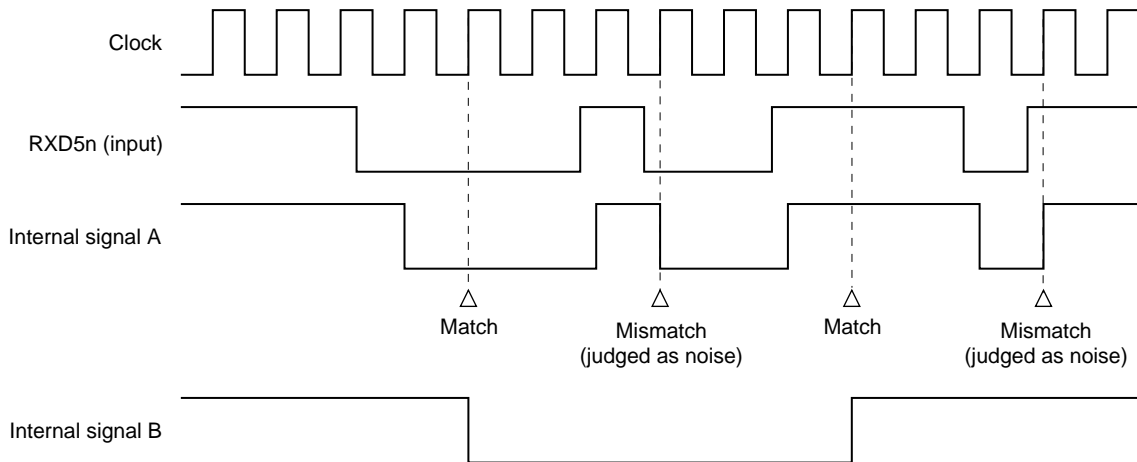 Clock
RXD5n (input)
Internal signal A
Match
Mismatch
(judged as noise)
Match
Mismatch
(judged as noise)
Internal signal B